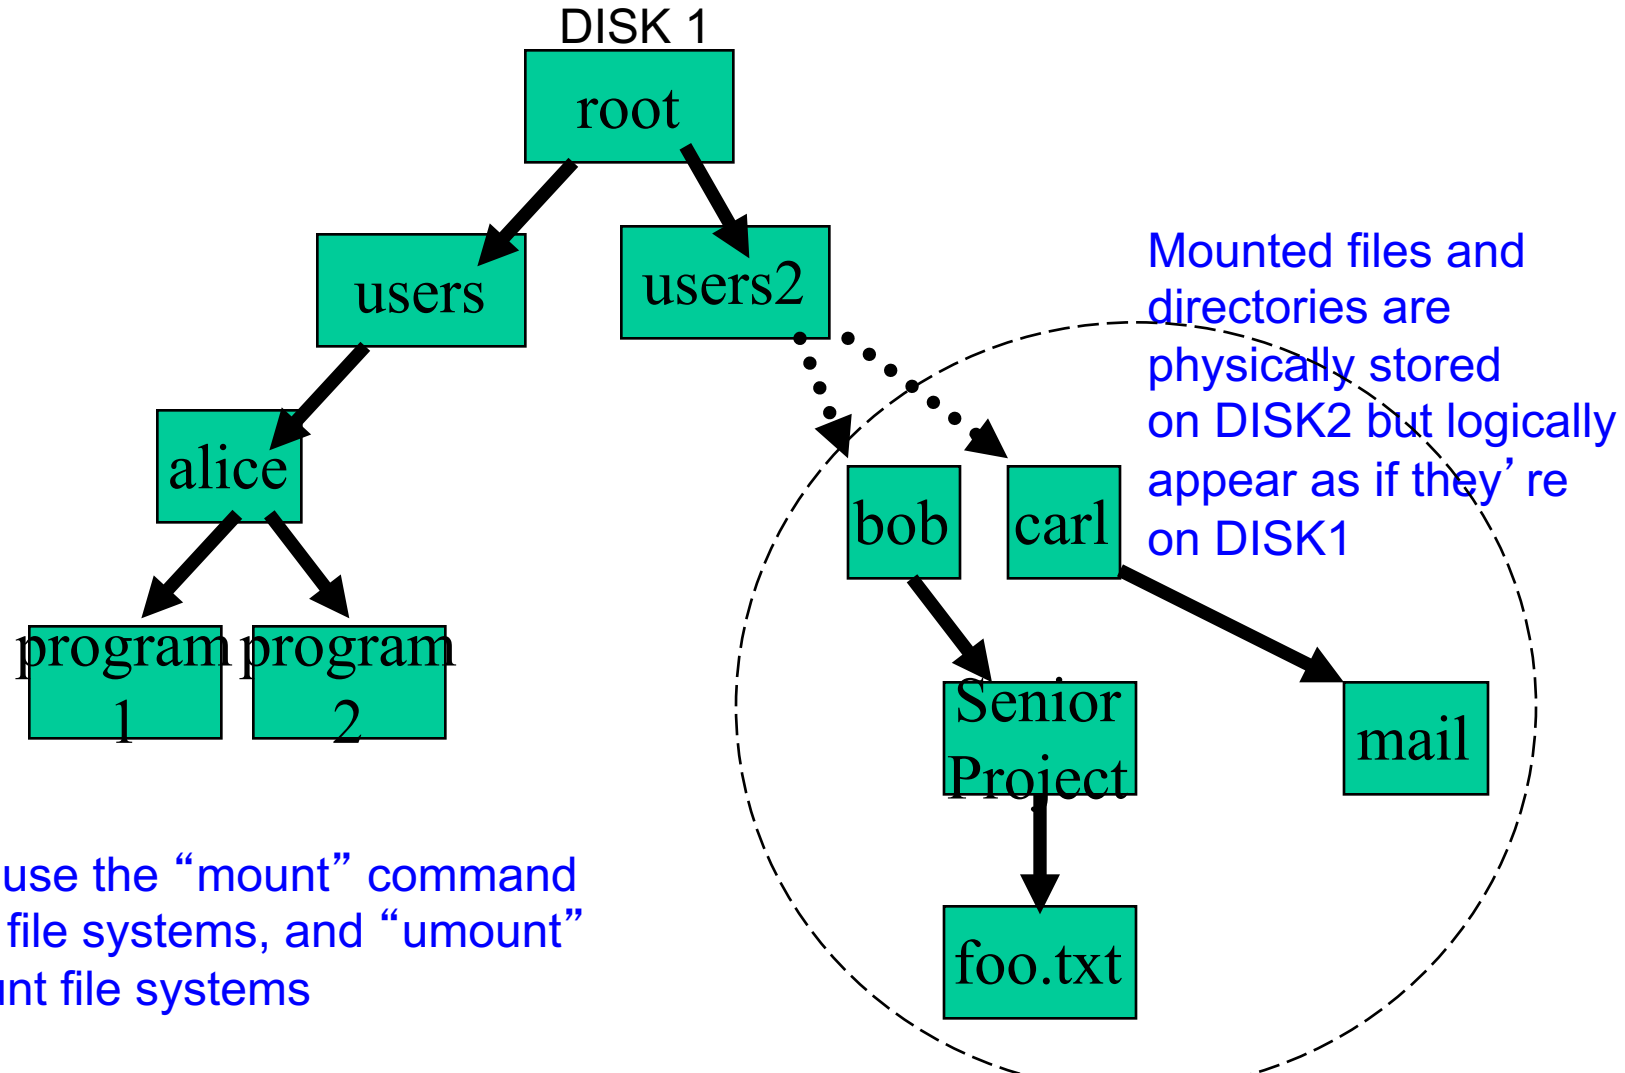 DISK 1
root
users
users2
Mounted files and
directories are
physically stored
on DISK2 but logically
appear as if they’ re
on DISK1
alice
bob
carl
program
1
program
2
Senior
Project
mail
use the “mount” command
file systems, and “umount”
file systems
foo.txt